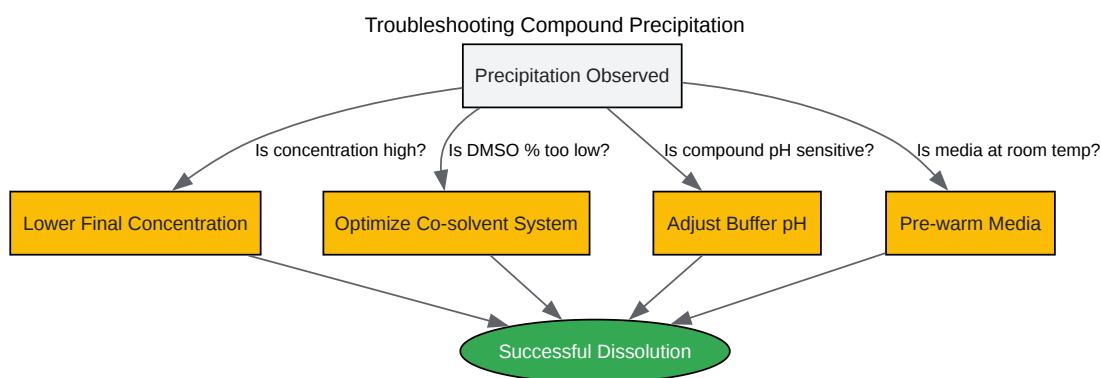 Troubleshooting Compound Precipitation
Precipitation Observed
Is concentration high?
Is DMSO % too low?
Is compound pH sensitive?
Is media at room temp?
Lower Final Concentration
Optimize Co-solvent System
Adjust Buffer pH
Pre-warm Media
Successful Dissolution